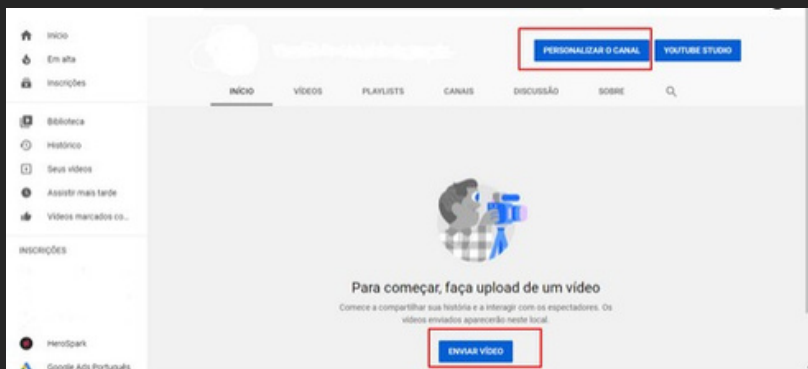 Início
Em alta
Inscrições
Biblioteca
Histórico
Seus vídeos
Assistir mais tarde
Vídeos marcados co...
INSCRIÇÕES
HeroSpark
Google Ads Português
PERSONALIZAR O CANAL
YOUTUBE STUDIO
INÍCIO
VÍDEOS
PLAYLISTS
CANAIS
DISCUSSÃO
SOBRE
Para começar, faça upload de um vídeo
Comece a compartilhar sua história e a interagir com os espectadores. Os
vídeos enviados aparecerão neste local.
ENVIAR VÍDEO